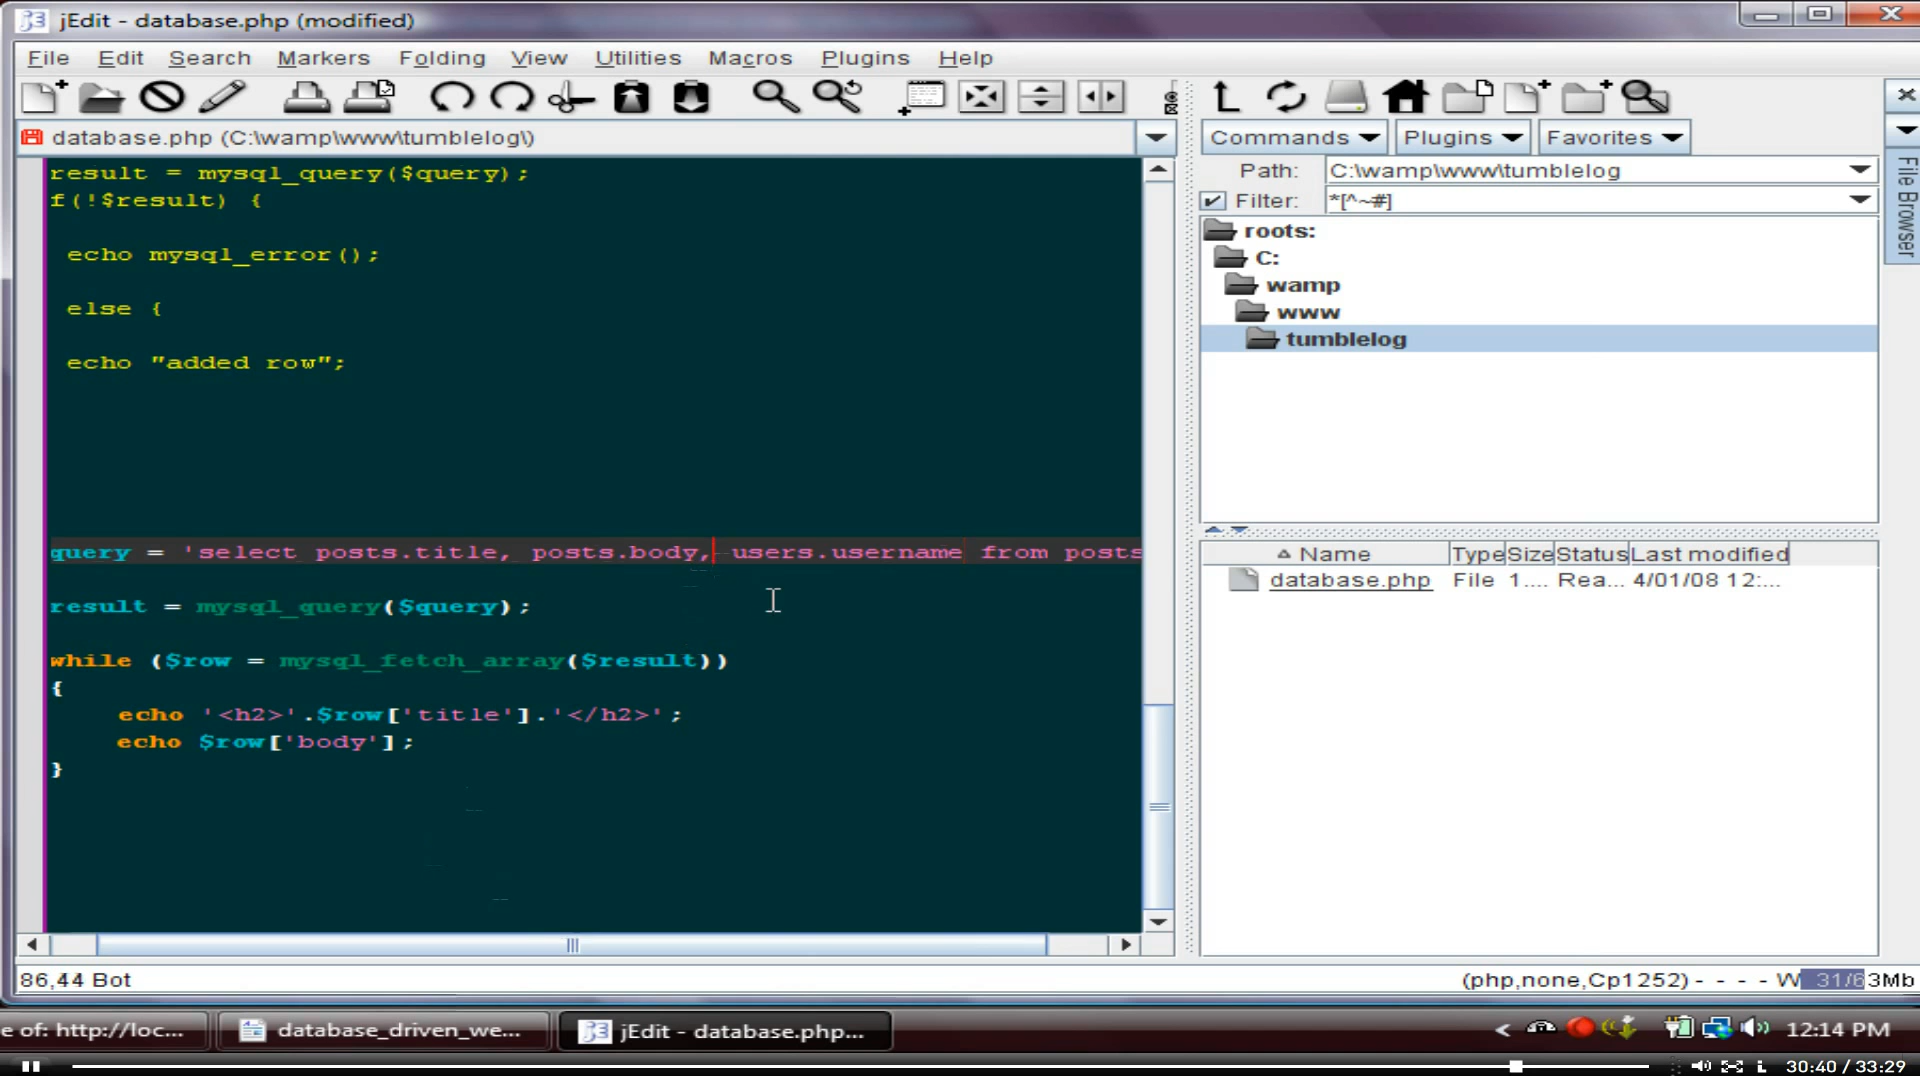 jEdit - database.php (modified)
File Edit Search Markers Folding View Utilities Macros Plugins Help
database.php (C:\wamp\www\tumblelog\)
Commands Plugins Favorites
Path: C:\wamp\www\tumblelog
Filter: *[^~#]
roots:
C:
wamp
www
tumblelog
File Browser
result = mysql_query($query);
f(!$result) {
echo mysql_error();
else {
echo "added row";
query = 'select posts.title, posts.body, users.username from posts
result = mysql_query($query);
while ($row = mysql_fetch_array($result))
{
echo '<h2>'.$row['title'].'</h2>';
echo $row['body'];
}
Name Type Size Status Last modified
database.php File 1.... Rea... 4/01/08 12:...
86,44 Bot
(php,none,Cp1252) - - - - W 31/63Mb
e of: http://loc... database_driven_we... jEdit - database.php... < 12:14 PM
30:40 / 33:29